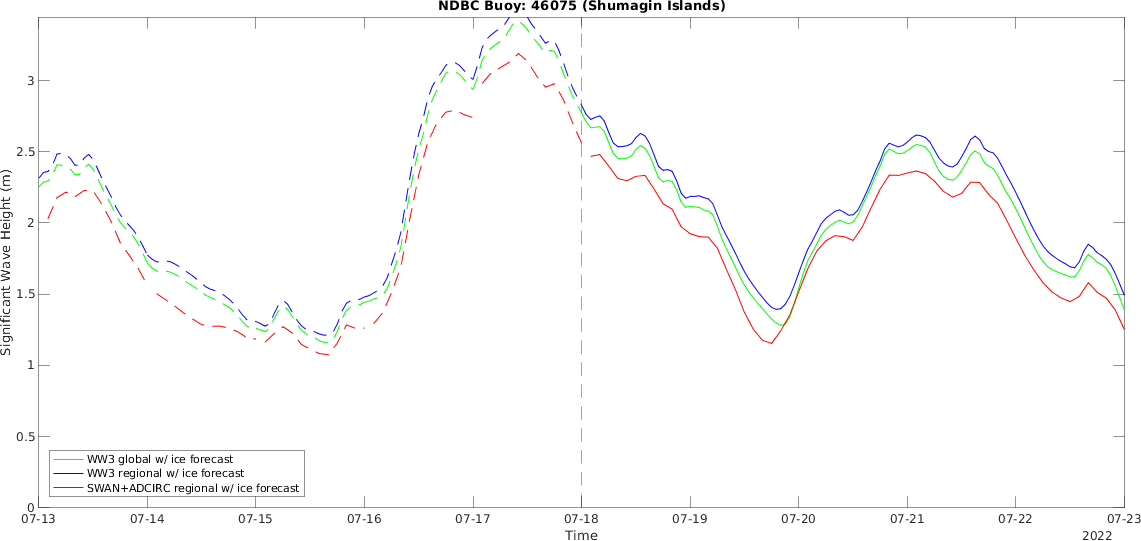 NDBC Buoy: 46075 (Shumagin Islands)
Significant Wave Height (m)
3
2.5
2
1.5
1
0.5
0
WW3 global w/ ice forecast
WW3 regional w/ ice forecast
SWAN+ADCIRC regional w/ ice forecast
07-13 07-14 07-15 07-16 07-17 07-18 07-19 07-20 07-21 07-22 07-23
Time
2022